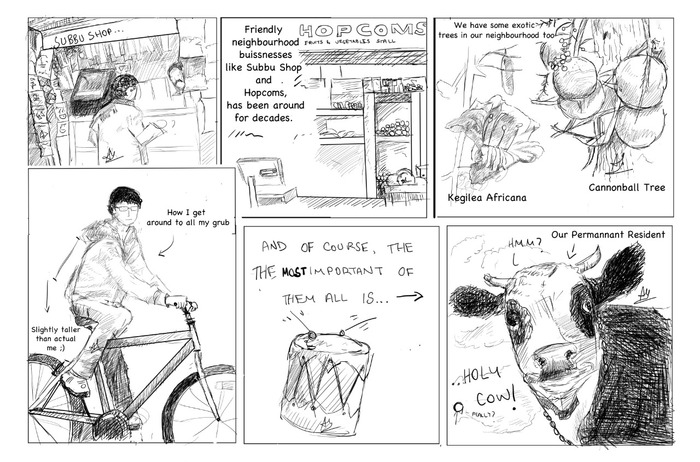 SUBBU SHOP...
Friendly
neighbourhood
buissnesses
like Subbu Shop
and
Hopcoms,
has been around
for decades.
HOPCOMS
FRUITS & VEGETABLES STALL
We have some exotic
trees in our neighbourhood too
Kegilea Africana
Cannonball Tree
How I get
around to all my grub
Slightly taller
than actual
me ;)
AND OF COURSE, THE
THE MOST IMPORTANT OF
THEM ALL IS...
Our Permannant Resident
HMM?
..HOLY
COW!
REALLY?